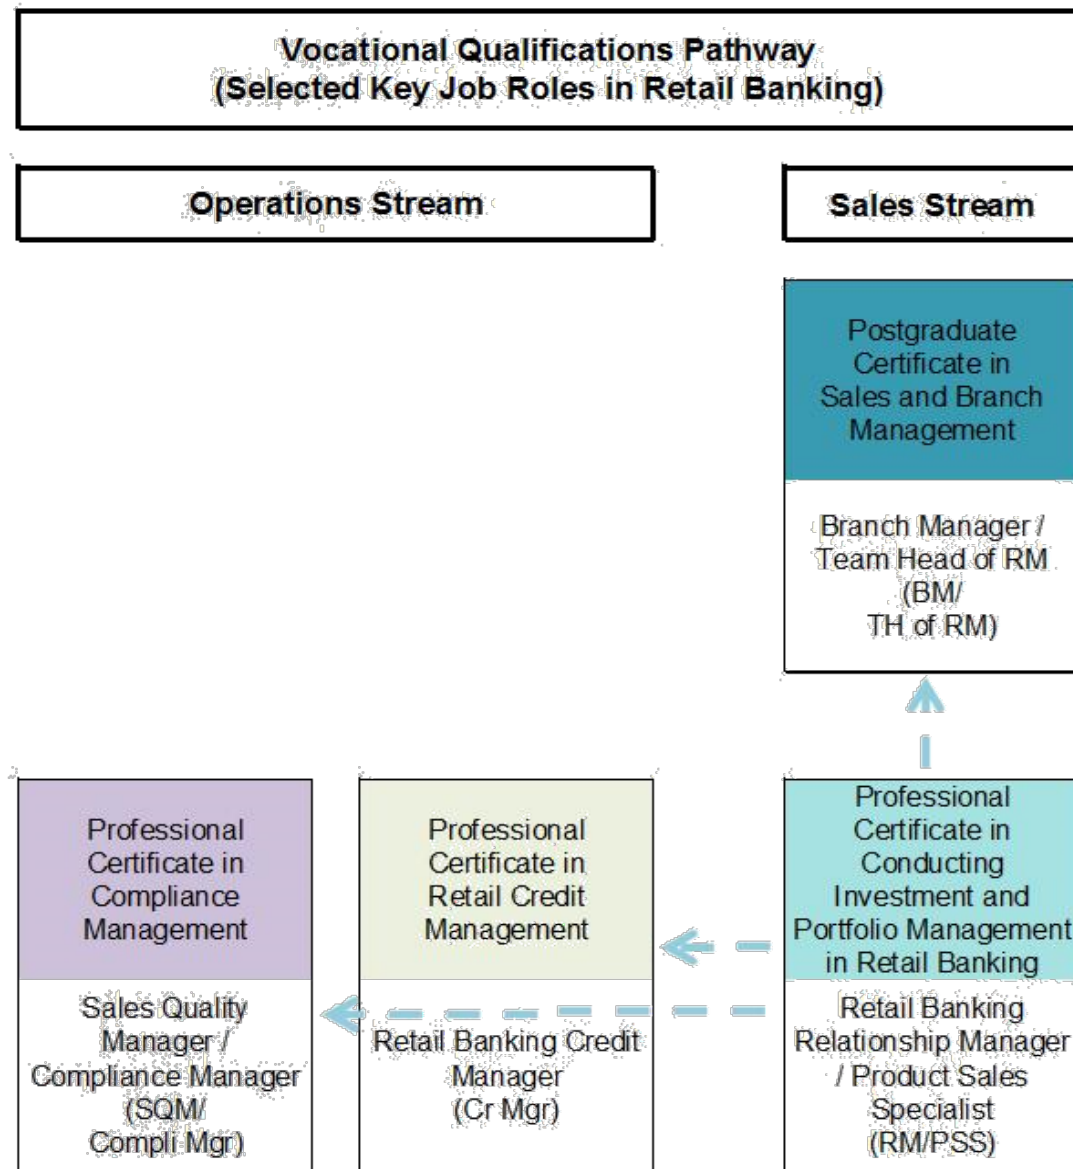 Vocational Qualifications Pathway
(Selected Key Job Roles in Retail Banking)
Operations Stream
Sales Stream
Postgraduate
Certificate in
Sales and Branch
Management
Branch Manager /
Team Head of RM
(BM/
TH of RM)
Professional
Certificate in
Compliance
Management
Sales Quality
Manager /
Compliance Manager
(SQM/
Compli Mgr)
Professional
Certificate in
Retail Credit
Management
Retail Banking Credit
Manager
(Cr Mgr)
Professional
Certificate in
Conducting
Investment and
Portfolio Management
in Retail Banking
Retail Banking
Relationship Manager
/ Product Sales
Specialist
(RM/PSS)